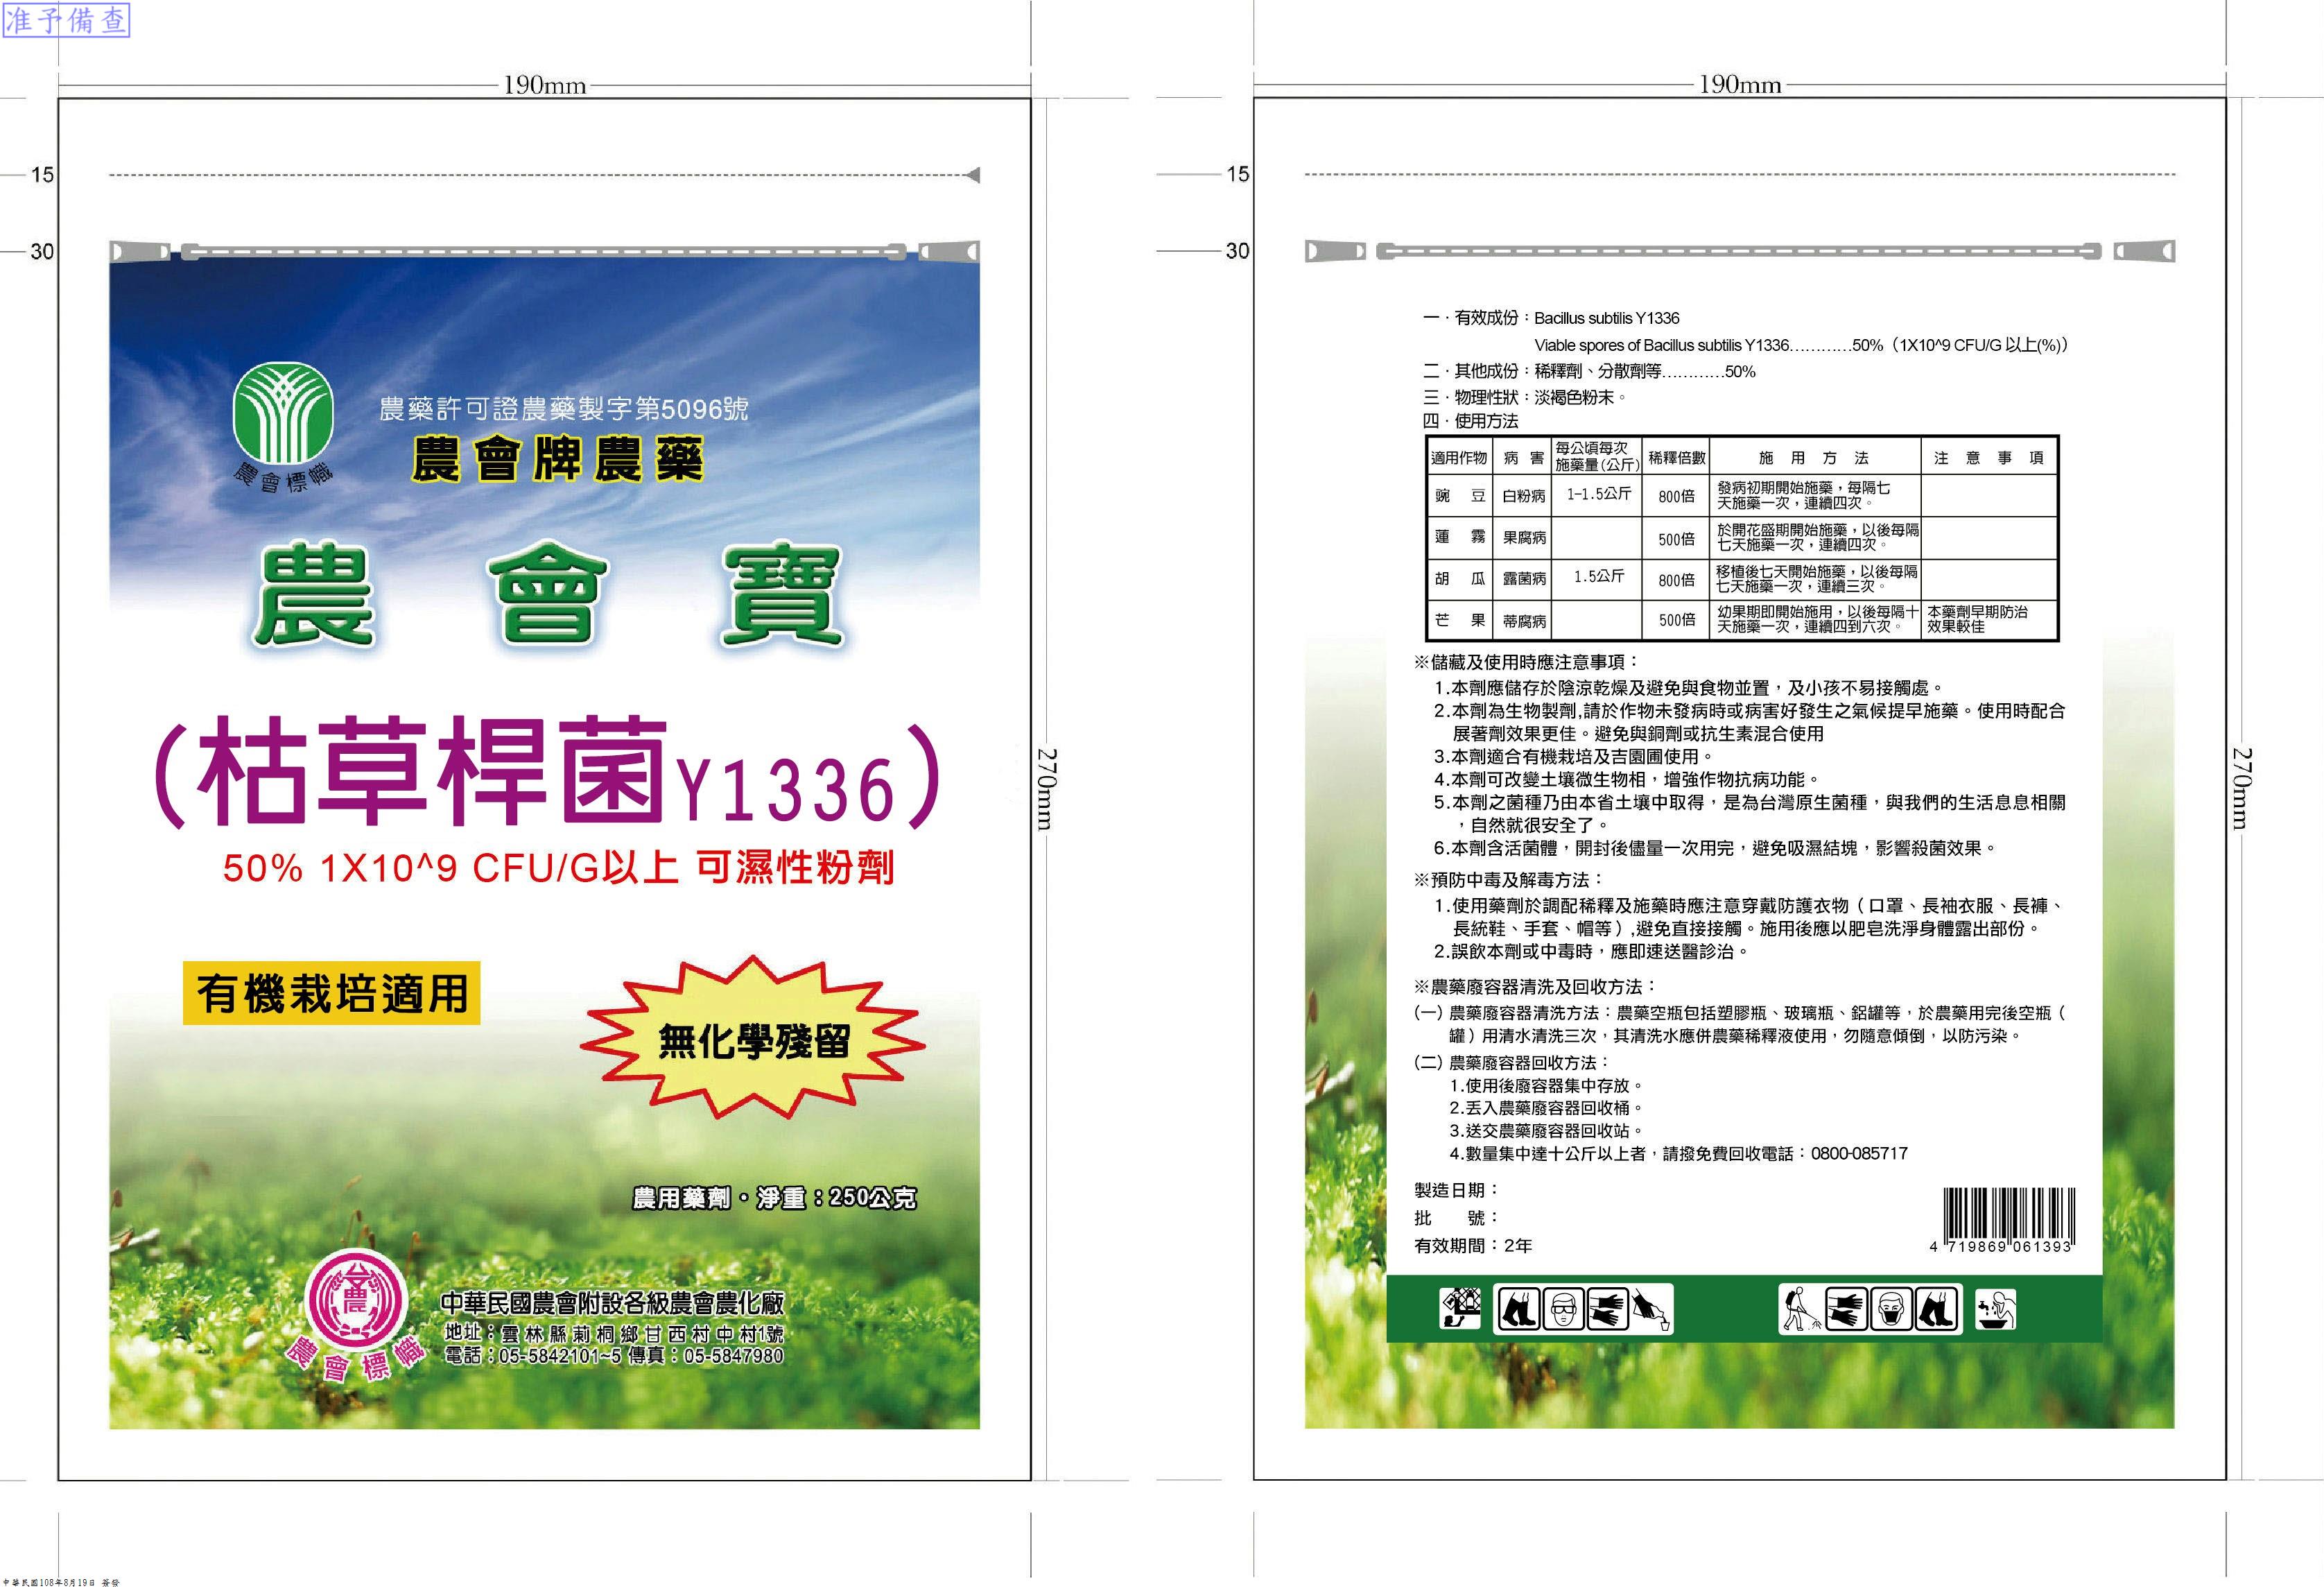 准予備查
190mm
15
30
農會標幟
農藥許可證農藥製字第5096號
農會牌農藥
農會寶
(枯草桿菌Y1336)
50% 1X10^9 CFU/G以上 可濕性粉劑
有機栽培適用
無化學殘留
農用藥劑・淨重：250公克
農
農會標幟
中華民國農會附設各級農會農化廠
地址：雲林縣莿桐鄉甘西村中村1號
電話：05-5842101~5 傳真：05-5847980
270mm
中華民國108年8月19日 簽發
190mm
15
30
一．有效成份：Bacillus subtilis Y1336
Viable spores of Bacillus subtilis Y1336…………50%（1X10^9 CFU/G 以上(%)）
二．其他成份：稀釋劑、分散劑等…………50%
三．物理性狀：淡褐色粉末。
四．使用方法
適用作物 病害 每公頃每次施藥量(公斤) 稀釋倍數 施用方法 注意事項
豌豆 白粉病 1-1.5公斤 800倍 發病初期開始施藥，每隔七
天施藥一次，連續四次。
蓮霧 果腐病 500倍 於開花盛期開始施藥，以後每隔
七天施藥一次，連續四次。
胡瓜 露菌病 1.5公斤 800倍 移植後七天開始施藥，以後每隔
七天施藥一次，連續三次。
芒果 蒂腐病 500倍 幼果期即開始施用，以後每隔十
天施藥一次，連續四到六次。 本藥劑早期防治
效果較佳
※儲藏及使用時應注意事項：
1.本劑應儲存於陰涼乾燥及避免與食物並置，及小孩不易接觸處。
2.本劑為生物製劑,請於作物未發病時或病害好發生之氣候提早施藥。使用時配合
展著劑效果更佳。避免與銅劑或抗生素混合使用
3.本劑適合有機栽培及吉園圃使用。
4.本劑可改變土壤微生物相，增強作物抗病功能。
5.本劑之菌種乃由本省土壤中取得，是為台灣原生菌種，與我們的生活息息相關
，自然就很安全了。
6.本劑含活菌體，開封後儘量一次用完，避免吸濕結塊，影響殺菌效果。
※預防中毒及解毒方法：
1.使用藥劑於調配稀釋及施藥時應注意穿戴防護衣物（口罩、長袖衣服、長褲、
長統鞋、手套、帽等）,避免直接接觸。施用後應以肥皂洗淨身體露出部份。
2.誤飲本劑或中毒時，應即速送醫診治。
※農藥廢容器清洗及回收方法：
(一) 農藥廢容器清洗方法：農藥空瓶包括塑膠瓶、玻璃瓶、鋁罐等，於農藥用完後空瓶（
罐）用清水清洗三次，其清洗水應併農藥稀釋液使用，勿隨意傾倒，以防污染。
(二) 農藥廢容器回收方法：
1.使用後廢容器集中存放。
2.丟入農藥廢容器回收桶。
3.送交農藥廢容器回收站。
4.數量集中達十公斤以上者，請撥免費回收電話：0800-085717
製造日期：
批號：
有效期間：2年
4 719869 061393
270mm